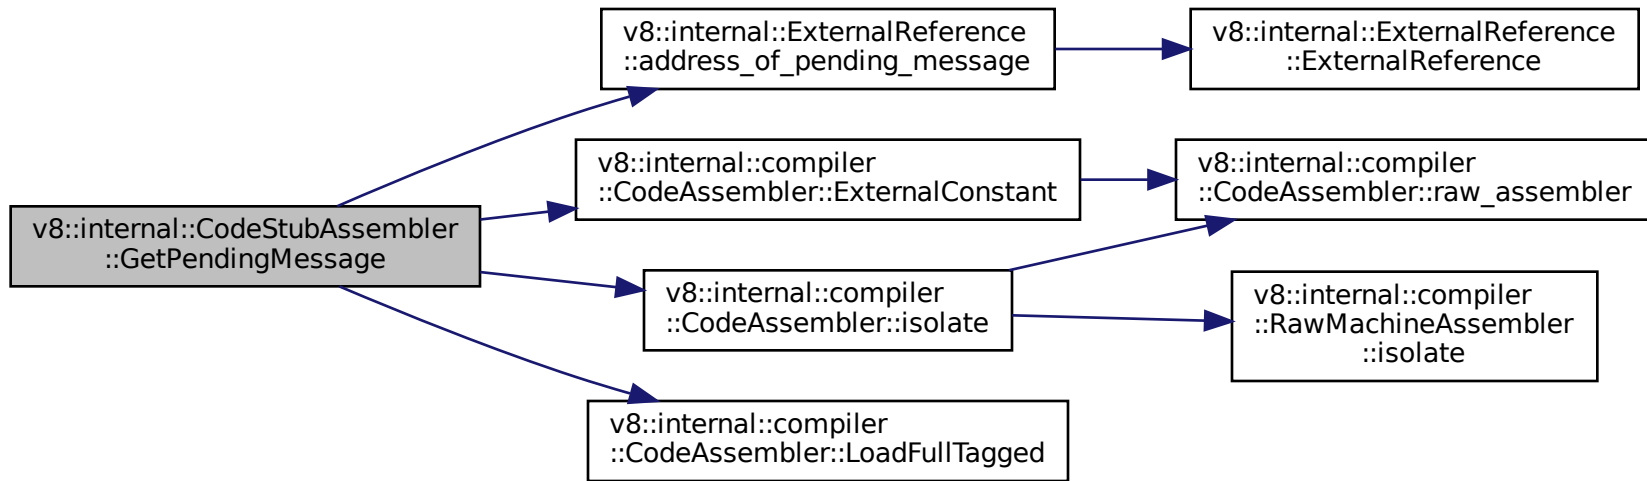 v8::internal::CodeStubAssembler
::GetPendingMessage
v8::internal::ExternalReference
::address_of_pending_message
v8::internal::ExternalReference
::ExternalReference
v8::internal::compiler
::CodeAssembler::ExternalConstant
v8::internal::compiler
::CodeAssembler::raw_assembler
v8::internal::compiler
::CodeAssembler::isolate
v8::internal::compiler
::RawMachineAssembler
::isolate
v8::internal::compiler
::CodeAssembler::LoadFullTagged